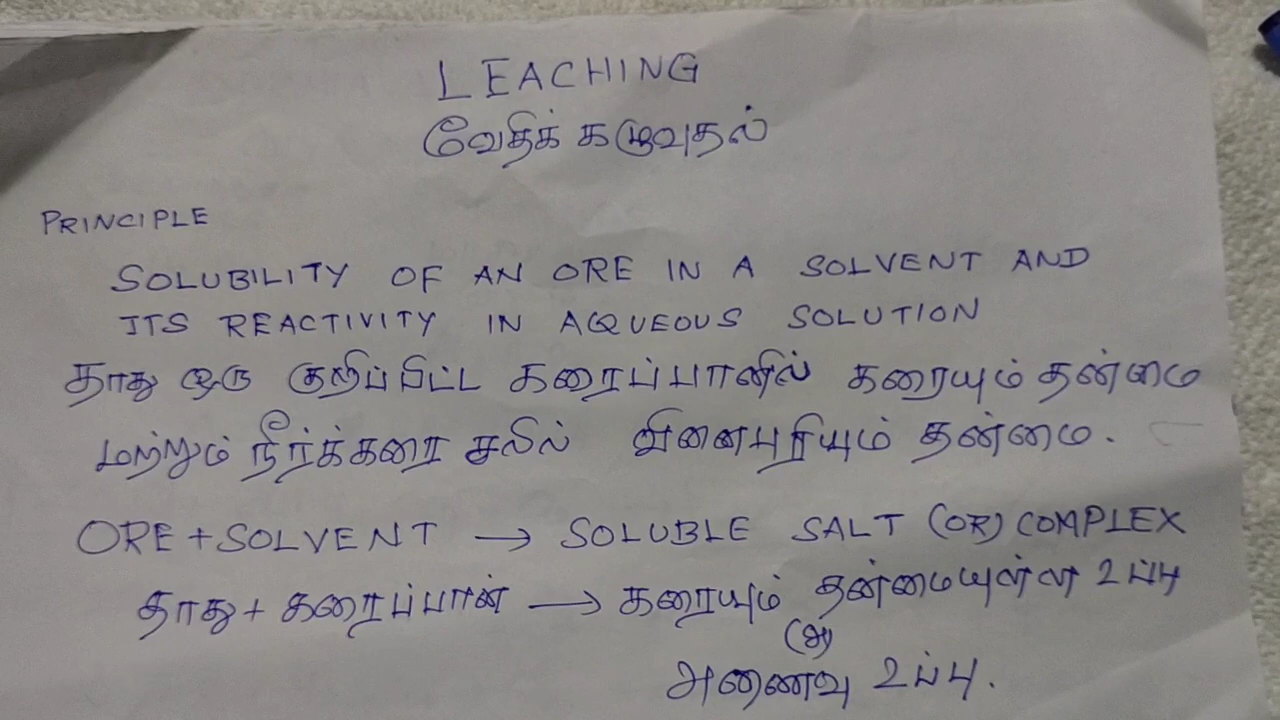 LEACHING
வேதிக் கழுவுதல்
PRINCIPLE
SOLUBILITY OF AN ORE IN A SOLVENT AND
ITS REACTIVITY IN AQUEOUS SOLUTION
தாது ஒரு குறிப்பிட்ட கரைப்பானில் கரையும் தன்மை
மற்றும் நீர்க்கரைசலில் வினைபுரியும் தன்மை.
ORE + SOLVENT → SOLUBLE SALT (OR) COMPLEX
தாது + கரைப்பான் → கரையும் தன்மையுள்ள உப்பு
(அ)
அணைவு உப்பு.